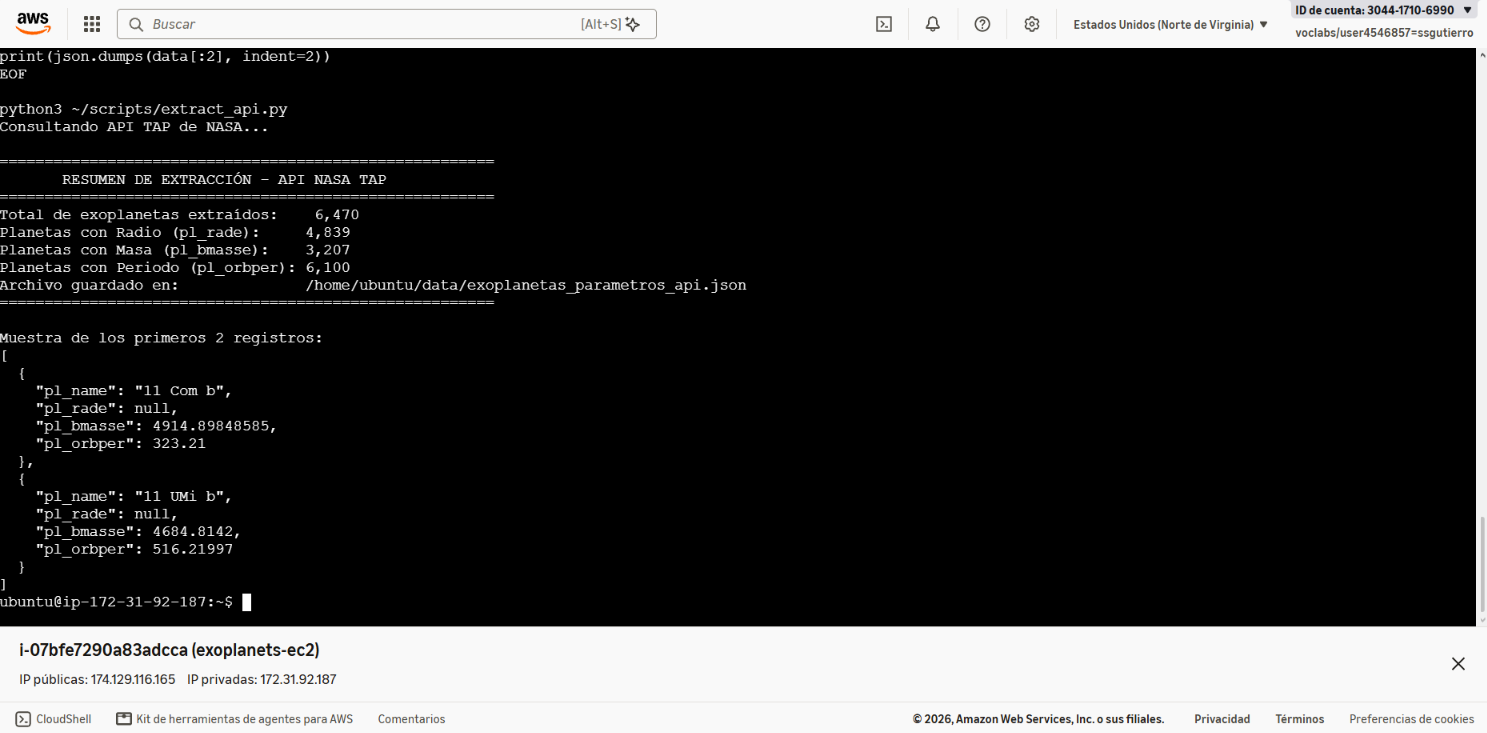 aws
Buscar
[Alt+S]
Estados Unidos (Norte de Virginia) ▼
ID de cuenta: 3044-1710-6990 ▼
voclabs/user4546857=ssgutierro
print(json.dumps(data[:2], indent=2))
EOF
python3 ~/scripts/extract_api.py
Consultando API TAP de NASA...
=======================================================
RESUMEN DE EXTRACCIÓN - API NASA TAP
=======================================================
Total de exoplanetas extraídos: 6,470
Planetas con Radio (pl_rade): 4,839
Planetas con Masa (pl_bmasse): 3,207
Planetas con Periodo (pl_orbper): 6,100
Archivo guardado en: /home/ubuntu/data/exoplanetas_parametros_api.json
=======================================================
Muestra de los primeros 2 registros:
[
{
"pl_name": "11 Com b",
"pl_rade": null,
"pl_bmasse": 4914.89848585,
"pl_orbper": 323.21
},
{
"pl_name": "11 UMi b",
"pl_rade": null,
"pl_bmasse": 4684.8142,
"pl_orbper": 516.21997
}
]
ubuntu@ip-172-31-92-187:~$
i-07bfe7290a83adcca (exoplanets-ec2)
IP públicas: 174.129.116.165 IP privadas: 172.31.92.187
CloudShell Kit de herramientas de agentes para AWS Comentarios © 2026, Amazon Web Services, Inc. o sus filiales. Privacidad Términos Preferencias de cookies